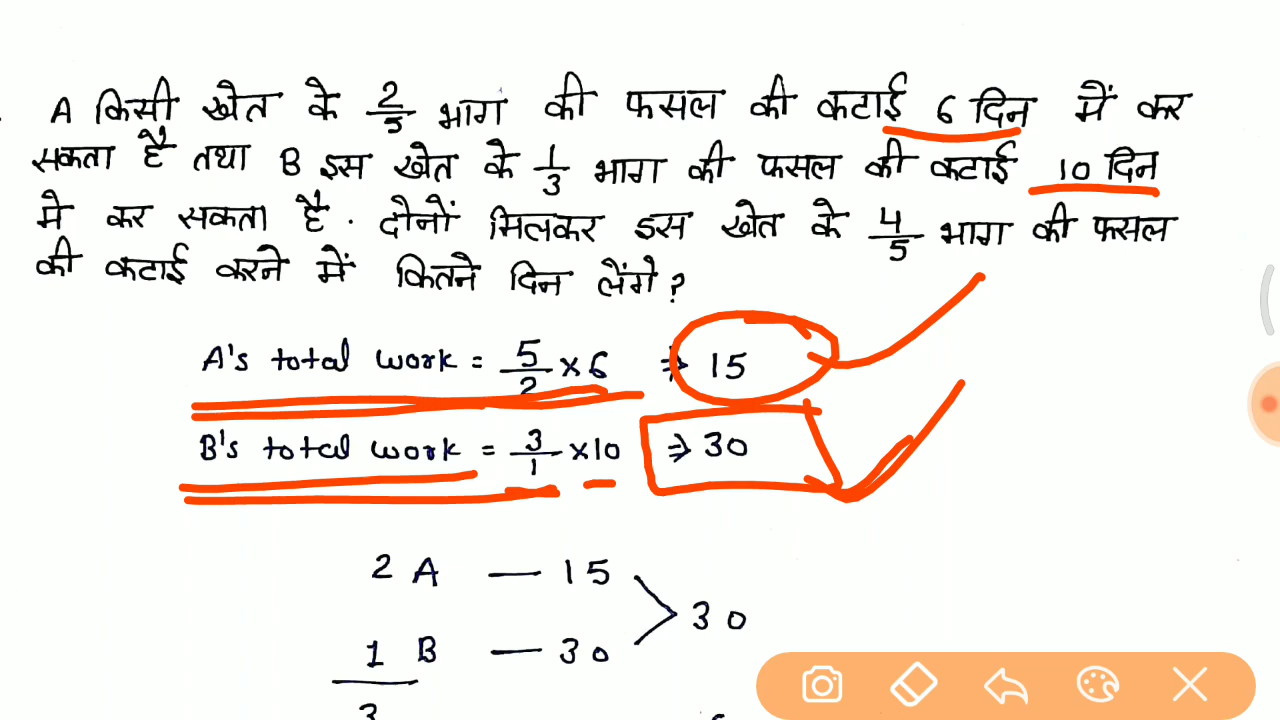 A किसी खेत के 2/5 भाग की फसल की कटाई 6 दिन में कर
सकता है तथा B इस खेत के 1/3 भाग की फसल की कटाई 10 दिन
मे कर सकता है . दोनों मिलकर इस खेत के 4/5 भाग की फसल
की कटाई करने में कितने दिन लेंगे ?
A's total work = 5/2 × 6 ⇒ 15
B's total work = 3/1 × 10 ⇒ 30
2 A — 15
30
1 B — 30
3